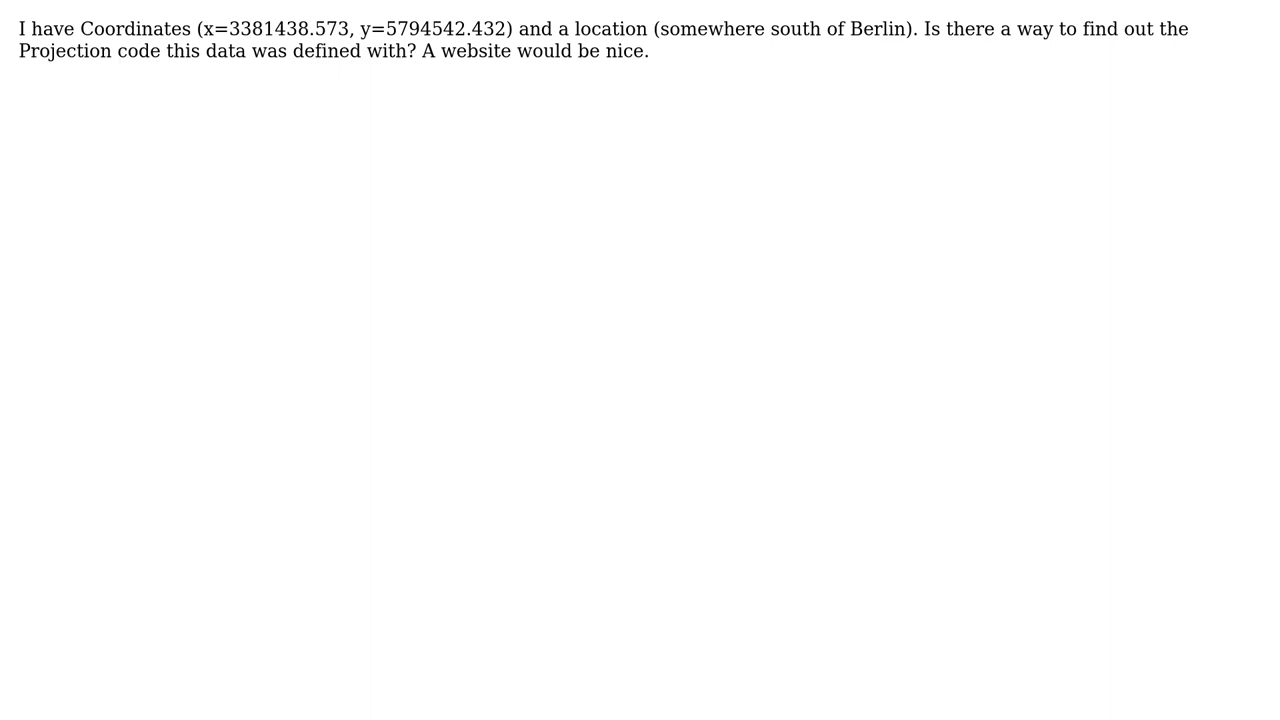 I have Coordinates (x=3381438.573, y=5794542.432) and a location (somewhere south of Berlin). Is there a way to find out the
Projection code this data was defined with? A website would be nice.